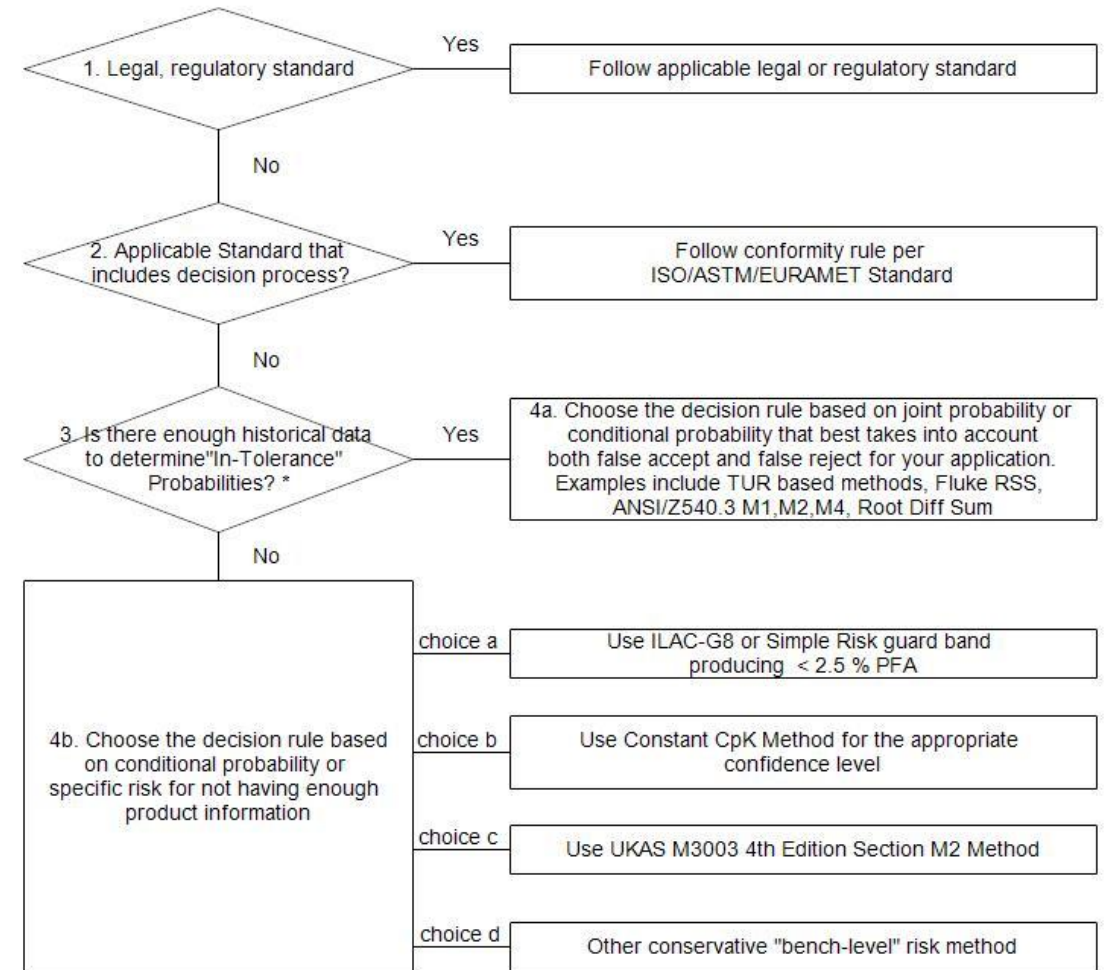 Yes
1. Legal, regulatory standard
Follow applicable legal or regulatory standard
No
Yes
2. Applicable Standard that
includes decision process?
Follow conformity rule per
ISO/ASTM/EURAMET Standard
No
3. Is there enough historical data
to determine"In-Tolerance"
Probabilities? *
Yes
4a. Choose the decision rule based on joint probability or
conditional probability that best takes into account
both false accept and false reject for your application.
Examples include TUR based methods, Fluke RSS,
ANSI/Z540.3 M1,M2,M4, Root Diff Sum
No
4b. Choose the decision rule based
on conditional probability or
specific risk for not having enough
product information
choice a
Use ILAC-G8 or Simple Risk guard band
producing < 2.5 % PFA
choice b
Use Constant CpK Method for the appropriate
confidence level
choice c
Use UKAS M3003 4th Edition Section M2 Method
choice d
Other conservative "bench-level" risk method